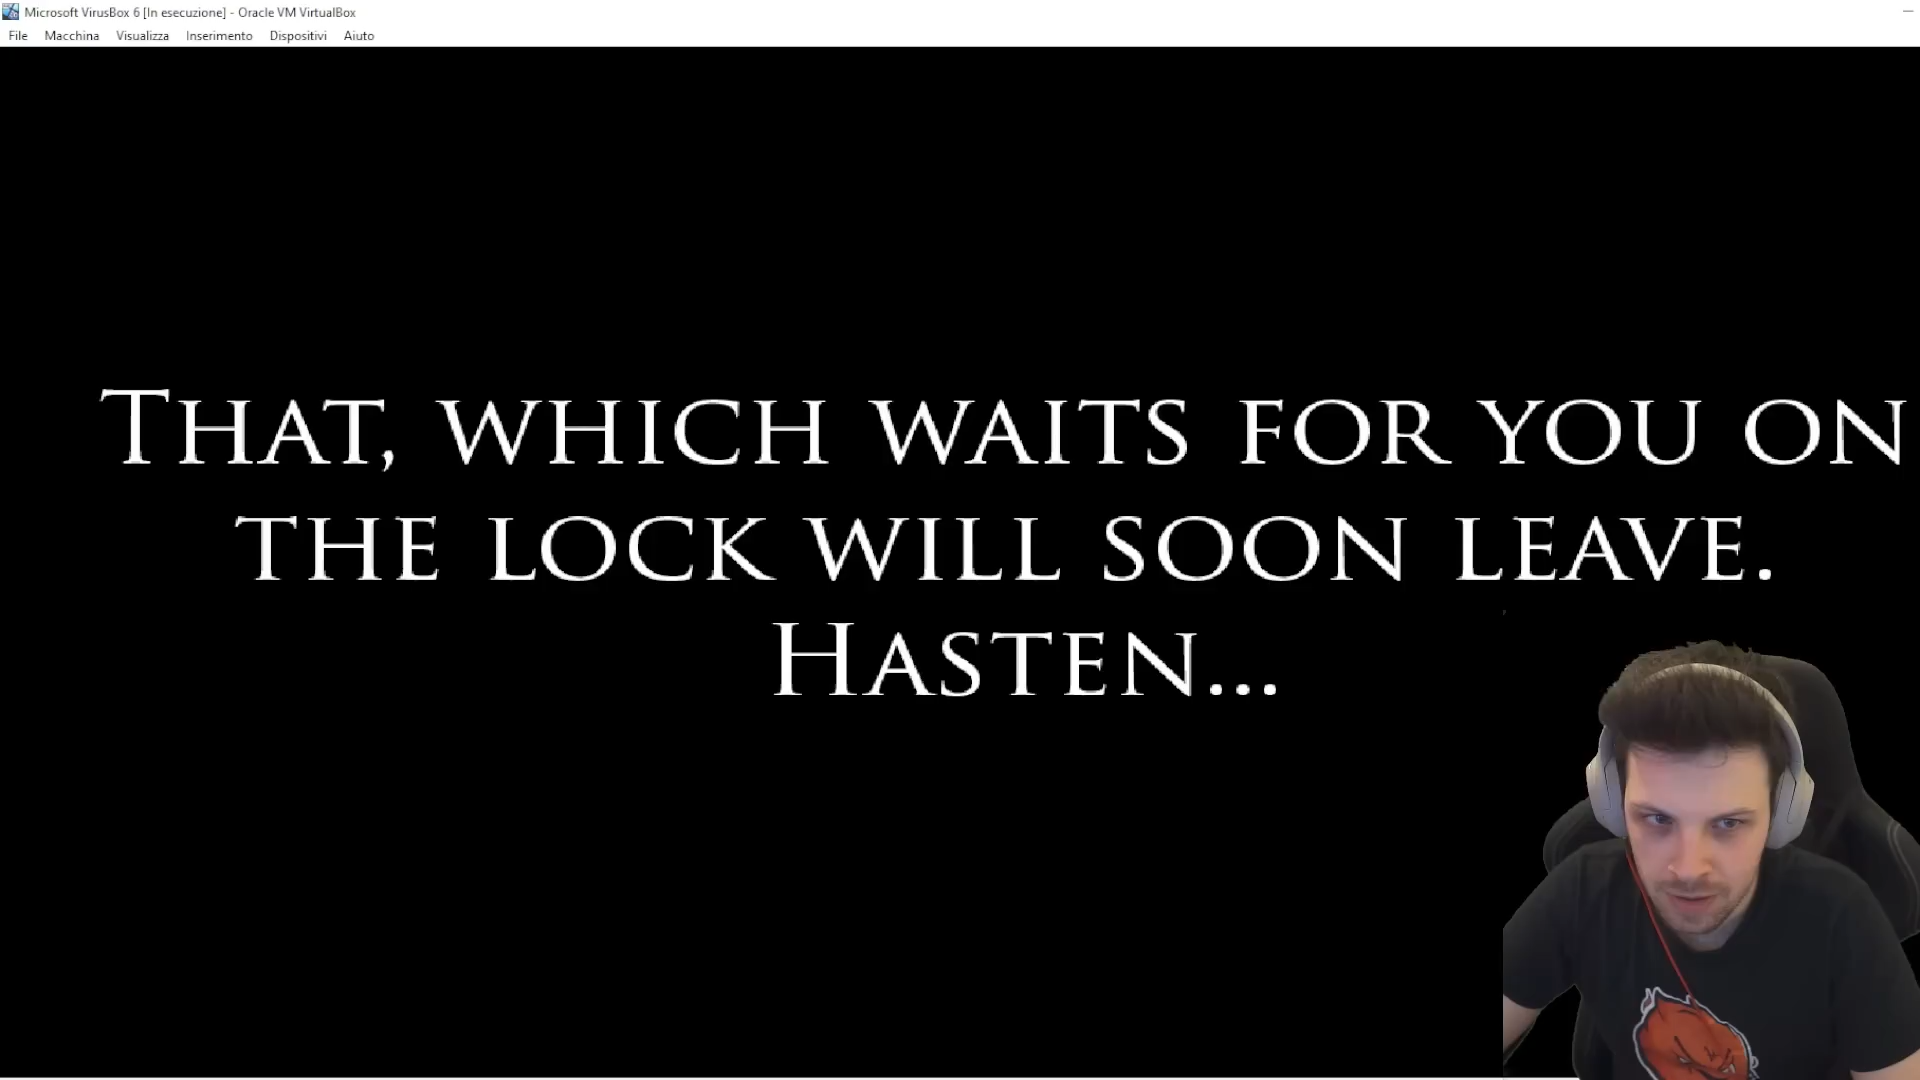 Microsoft VirusBox 6 [In esecuzione] - Oracle VM VirtualBox
File Macchina Visualizza Inserimento Dispositivi Aiuto
THAT, WHICH WAITS FOR YOU ON
THE LOCK WILL SOON LEAVE.
HASTEN...